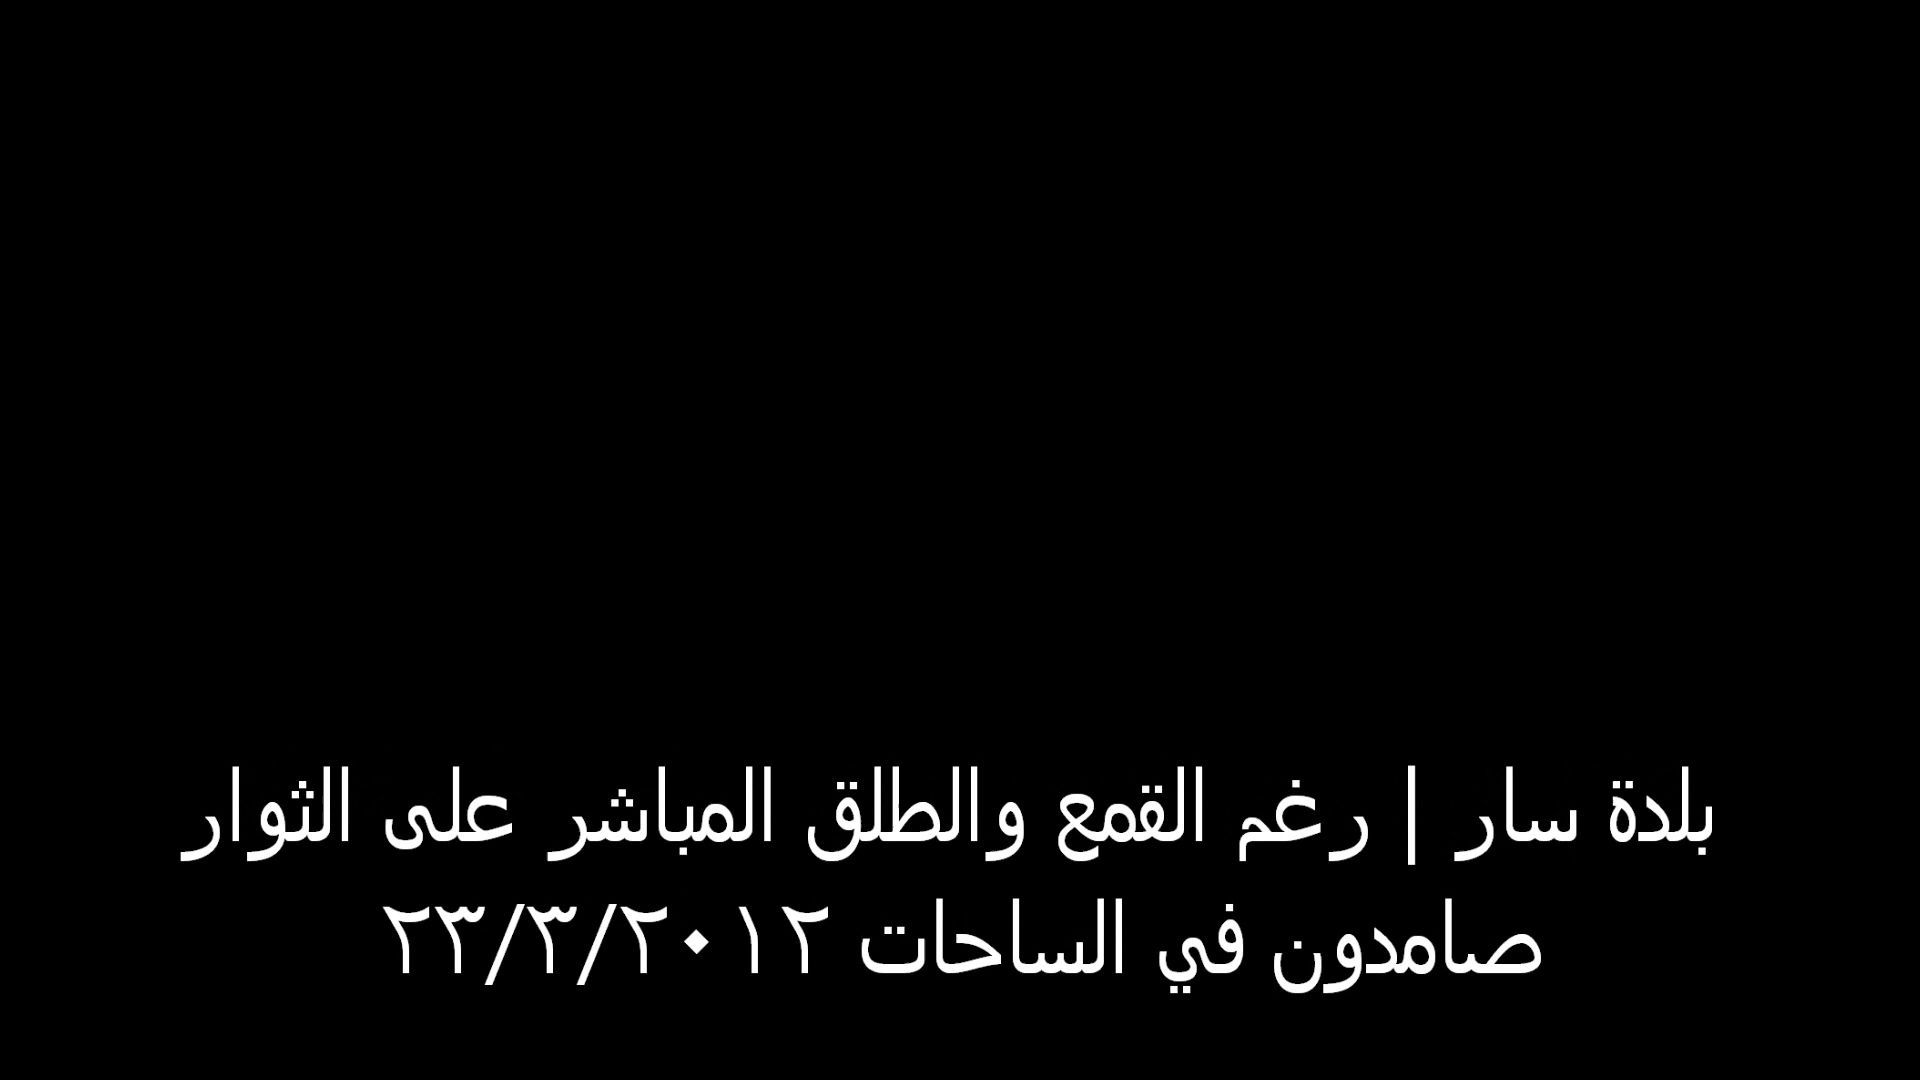 بلدة سار | رغم القمع والطلق المباشر على الثوار
صامدون في الساحات ٢٣/٣/٢٠١٢